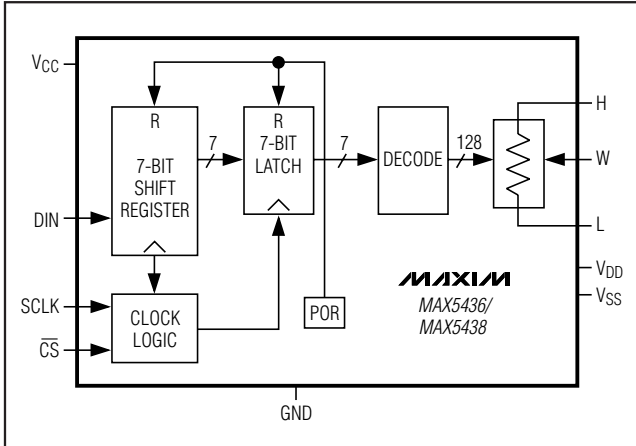 VCC
R
7-BIT
SHIFT
REGISTER
7
R
7-BIT
LATCH
7
DECODE
128
H
W
L
DIN
SCLK
CS
CLOCK
LOGIC
POR
MAXIM
MAX5436/
MAX5438
VDD
VSS
GND